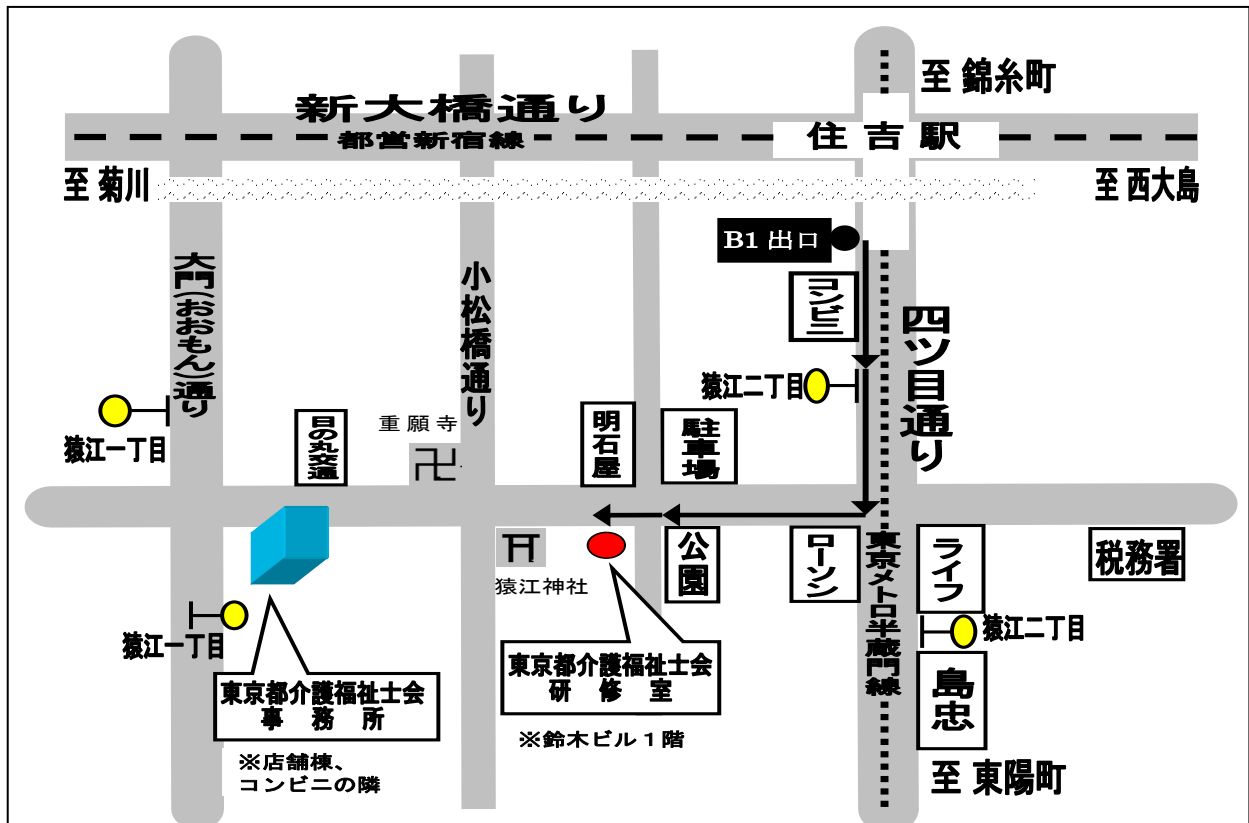 至 錦糸町
新大橋通り
都営新宿線
住吉駅
至 菊川
至 西大島
B1 出口
コンビニ
大門(おおもん)通り
小松橋通り
四ツ目通り
猿江二丁目
猿江一丁目
日の丸交通
重願寺
卍
明石屋
駐車場
猿江神社
公園
ローソン
東京メトロ半蔵門線
ライフ
税務署
猿江一丁目
猿江二丁目
東京都介護福祉士会
事 務 所
※店舗棟、
コンビニの隣
東京都介護福祉士会
研 修 室
※鈴木ビル1階
島忠
至 東陽町